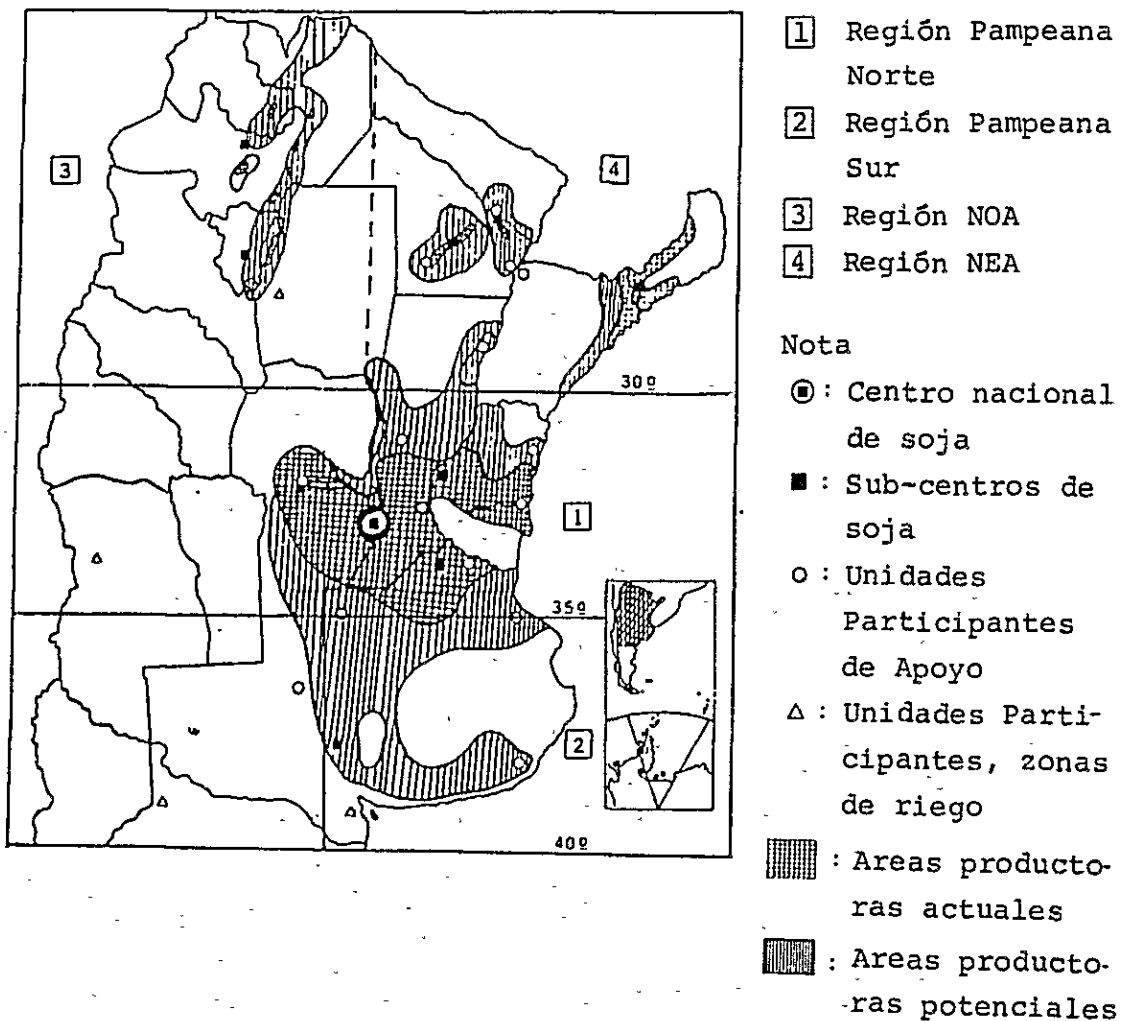 1 Región Pampeana
Norte
2 Región Pampeana
Sur
3 Región NOA
4 Región NEA
Nota
: Centro nacional
de soja
: Sub-centros de
soja
: Unidades
Participantes
de Apoyo
: Unidades Parti-
cipantes, zonas
de riego
: Areas producto-
ras actuales
: Areas producto-
ras potenciales
3
4
30º
1
35º
2
40º